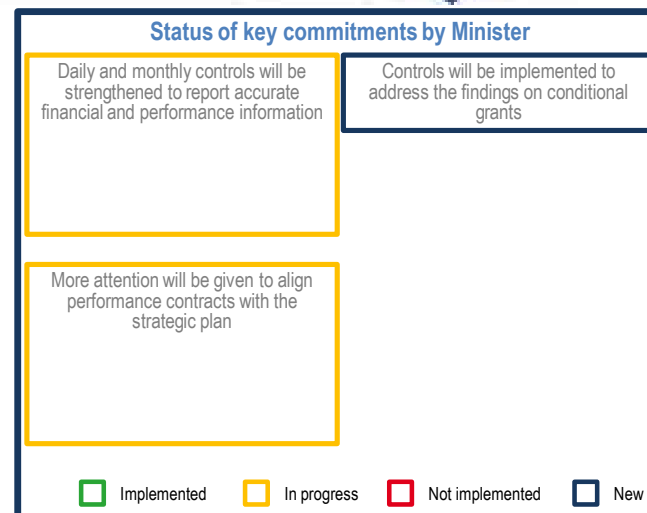 Status of key commitments by Minister
Daily and monthly controls will be
strengthened to report accurate
financial and performance information
Controls will be implemented to
address the findings on conditional
grants
More attention will be given to align
performance contracts with the
strategic plan
Implemented
In progress
Not implemented
New